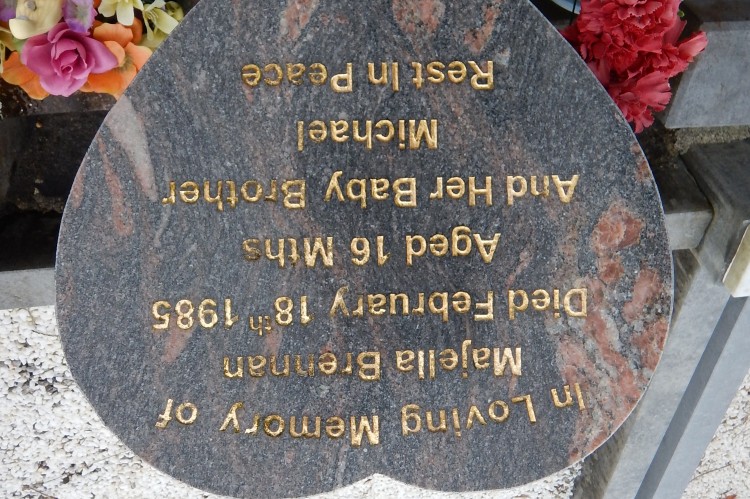 In Loving Memory of
Majella Brennan
Died February 18th 1985
Aged 16 Mths
And Her Baby Brother
Michael
Rest In Peace